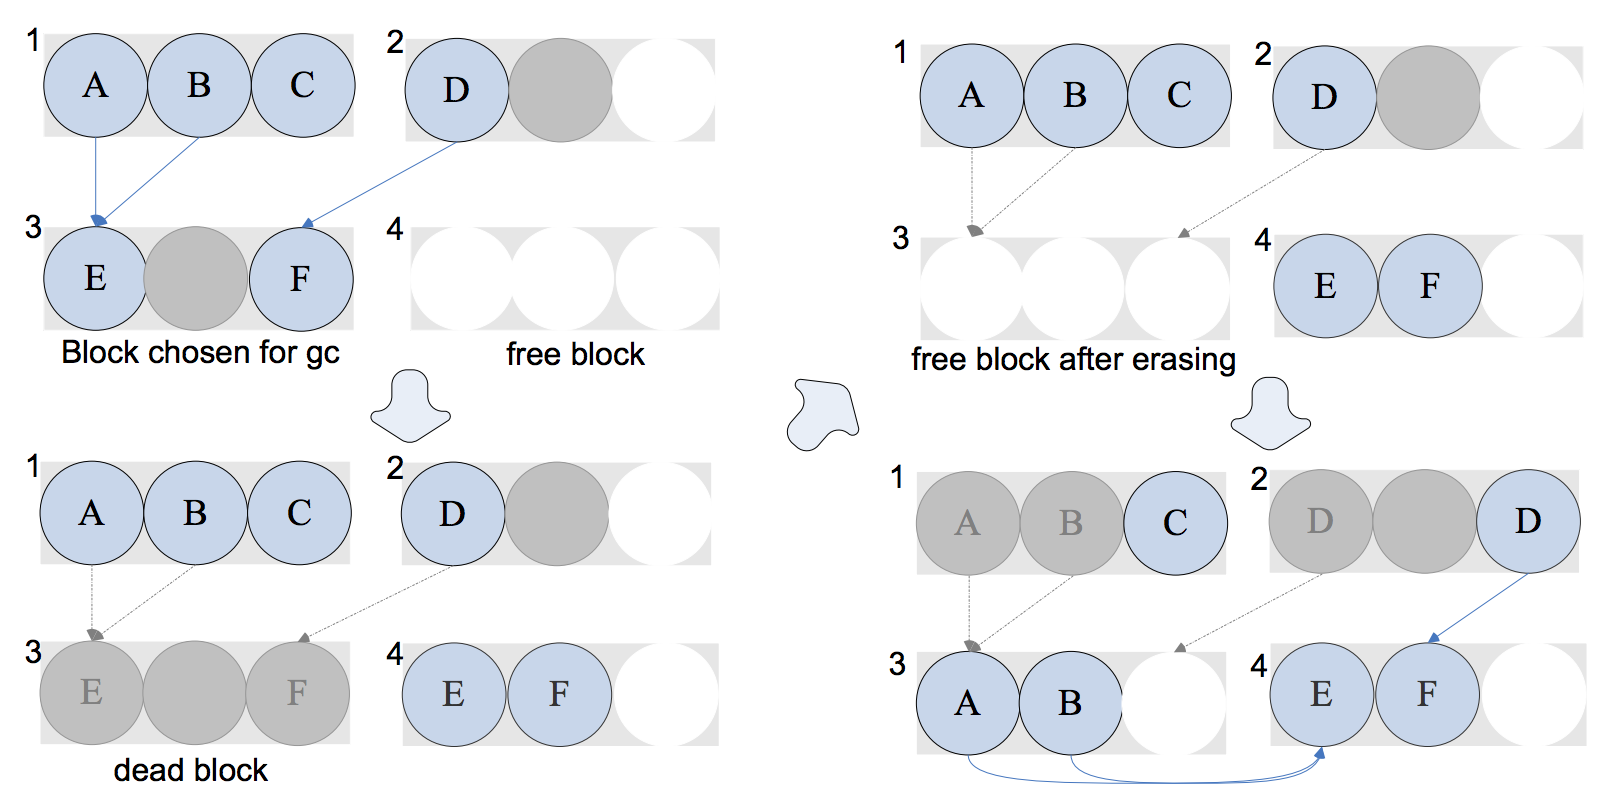 1 A B C 2 D
3 E F 4
Block chosen for gc free block
1 A B C 2 D
3 E F 4 E F
dead block
1 A B C 2 D
3 4 E F
free block after erasing
1 A B C 2 D D
3 A B 4 E F